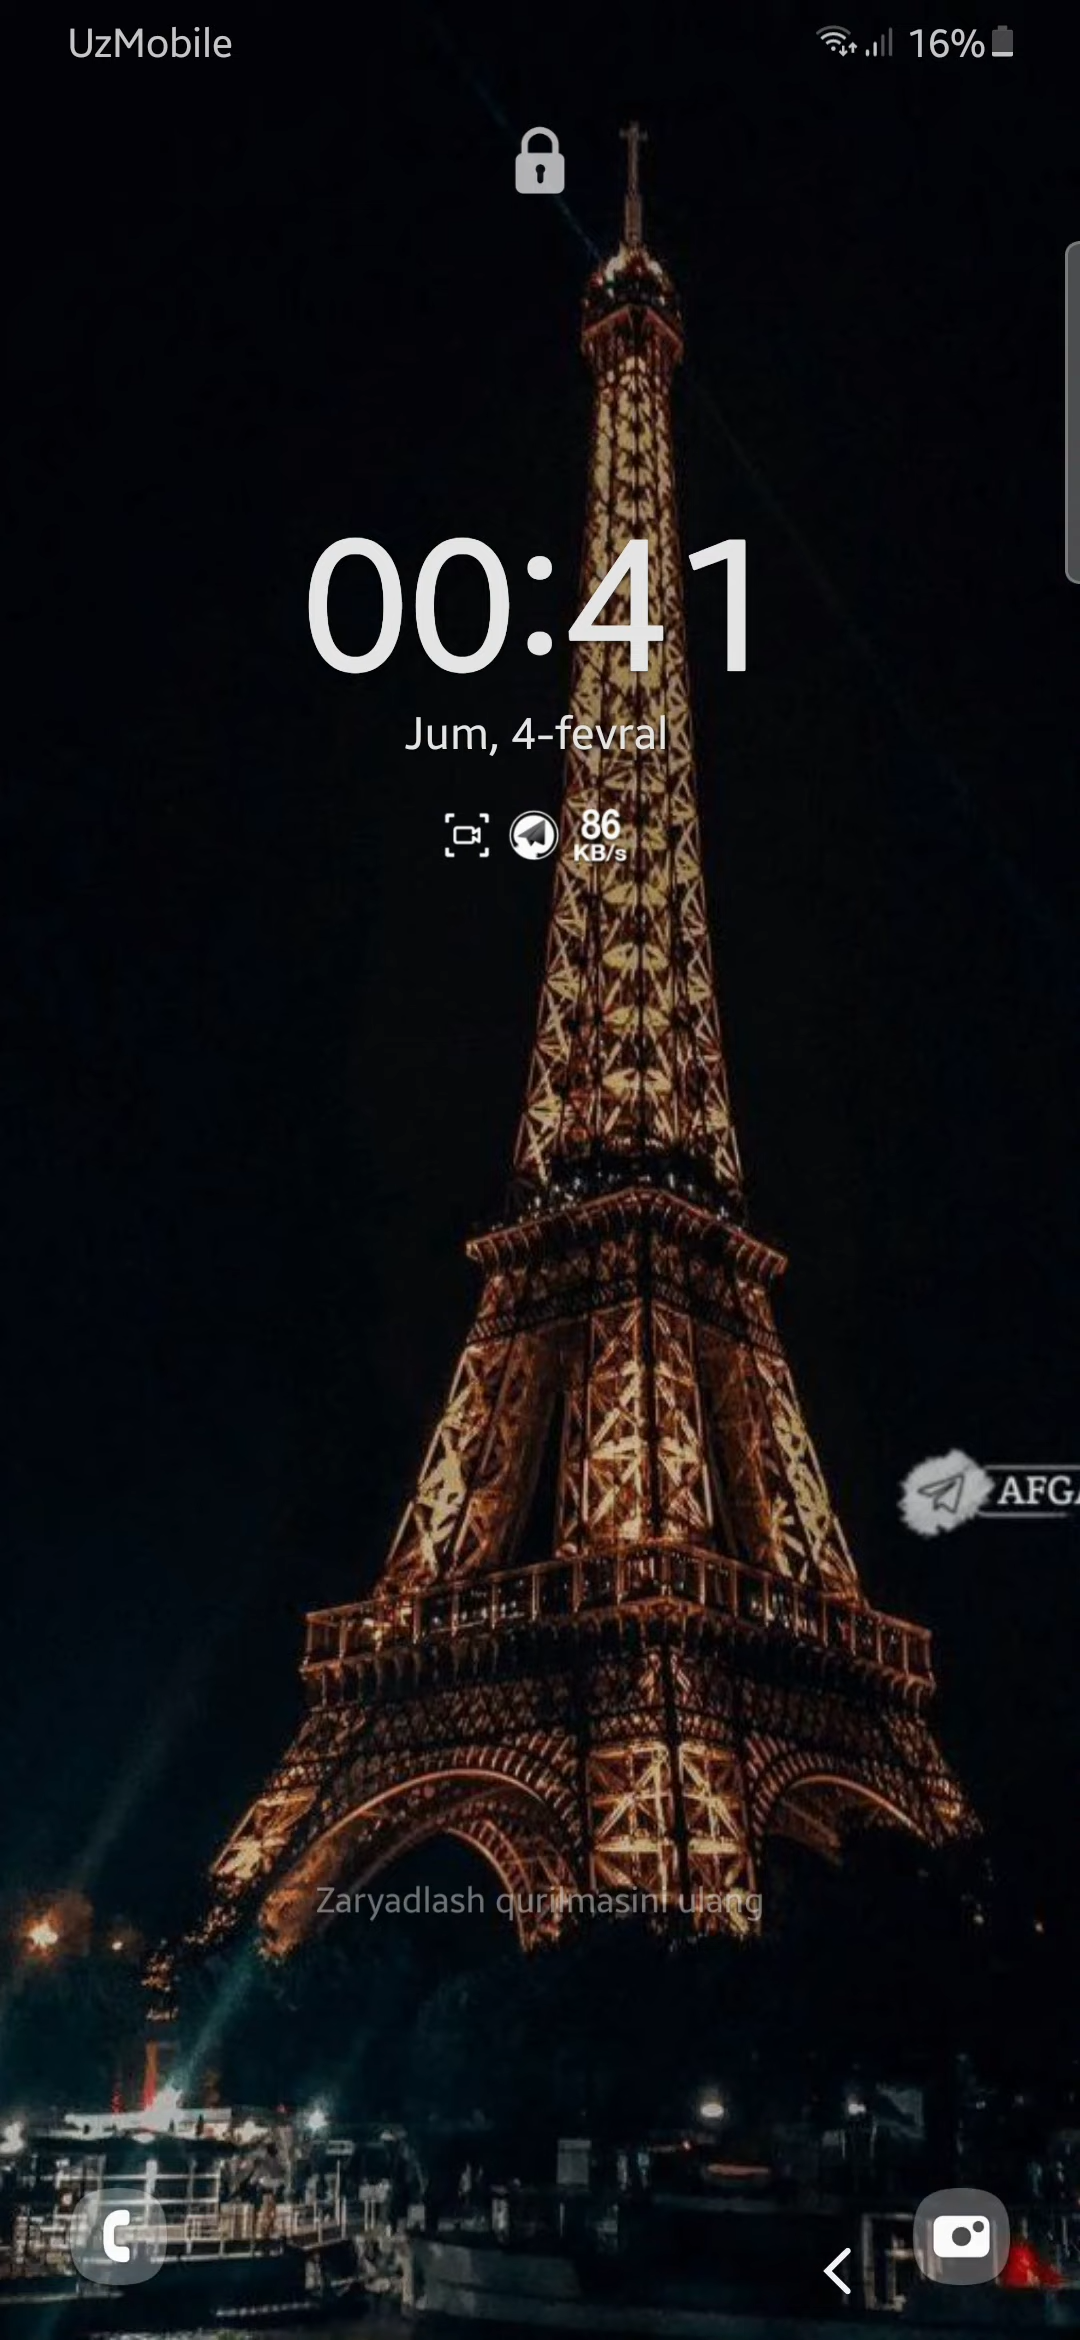 UzMobile 16%
00:41
Jum, 4-fevral
86
KB/s
Zaryadlash qurilmasini ulang